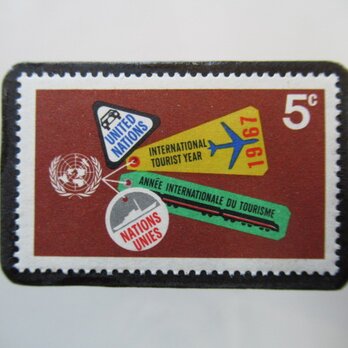 5c
UNITED
NATIONS
INTERNATIONAL
TOURIST YEAR
1967
ANNÉE INTERNATIONALE DU TOURISME
NATIONS
UNIES